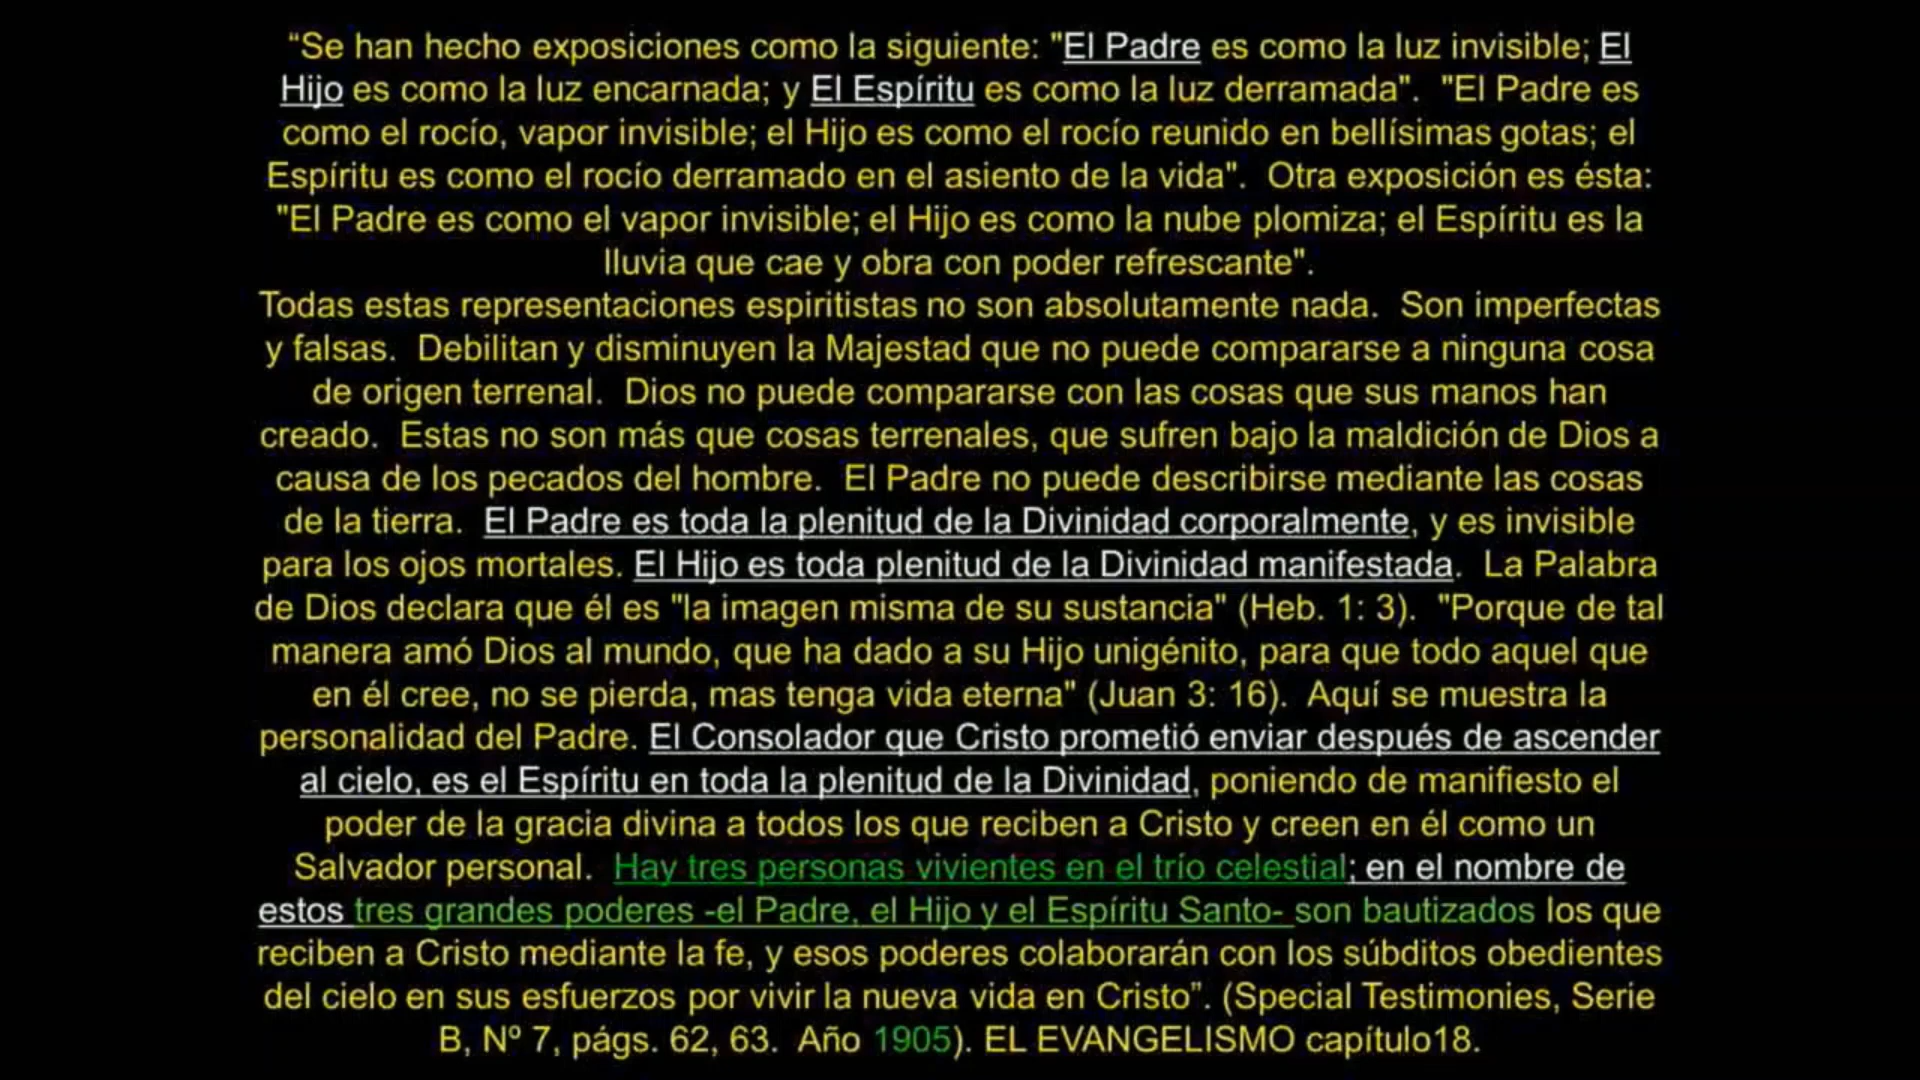 “Se han hecho exposiciones como la siguiente: "El Padre es como la luz invisible; El
Hijo es como la luz encarnada; y El Espíritu es como la luz derramada". "El Padre es
como el rocío, vapor invisible; el Hijo es como el rocío reunido en bellísimas gotas; el
Espíritu es como el rocío derramado en el asiento de la vida". Otra exposición es ésta:
"El Padre es como el vapor invisible; el Hijo es como la nube plomiza; el Espíritu es la
lluvia que cae y obra con poder refrescante".
Todas estas representaciones espiritistas no son absolutamente nada. Son imperfectas
y falsas. Debilitan y disminuyen la Majestad que no puede compararse a ninguna cosa
de origen terrenal. Dios no puede compararse con las cosas que sus manos han
creado. Estas no son más que cosas terrenales, que sufren bajo la maldición de Dios a
causa de los pecados del hombre. El Padre no puede describirse mediante las cosas
de la tierra. El Padre es toda la plenitud de la Divinidad corporalmente, y es invisible
para los ojos mortales. El Hijo es toda plenitud de la Divinidad manifestada. La Palabra
de Dios declara que él es "la imagen misma de su sustancia" (Heb. 1: 3). "Porque de tal
manera amó Dios al mundo, que ha dado a su Hijo unigénito, para que todo aquel que
en él cree, no se pierda, mas tenga vida eterna" (Juan 3: 16). Aquí se muestra la
personalidad del Padre. El Consolador que Cristo prometió enviar después de ascender
al cielo, es el Espíritu en toda la plenitud de la Divinidad, poniendo de manifiesto el
poder de la gracia divina a todos los que reciben a Cristo y creen en él como un
Salvador personal. Hay tres personas vivientes en el trío celestial; en el nombre de
estos tres grandes poderes -el Padre, el Hijo y el Espíritu Santo- son bautizados los que
reciben a Cristo mediante la fe, y esos poderes colaborarán con los súbditos obedientes
del cielo en sus esfuerzos por vivir la nueva vida en Cristo”. (Special Testimonies, Serie
B, Nº 7, págs. 62, 63. Año 1905). EL EVANGELISMO capítulo18.